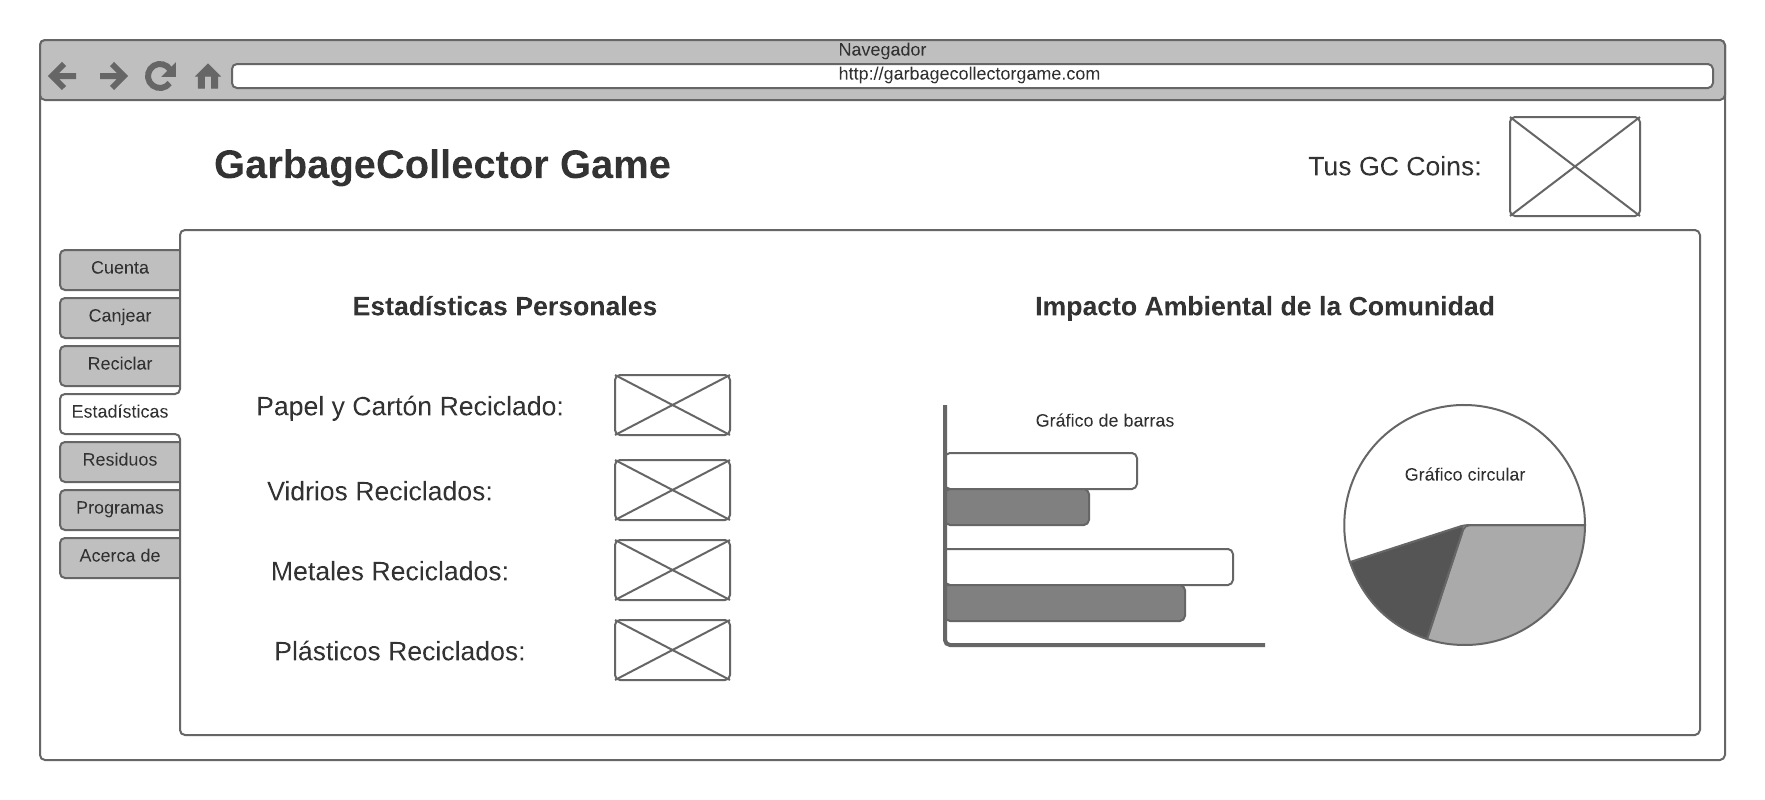 Navegador
http://garbagecollectorgame.com
GarbageCollector Game
Tus GC Coins:
Cuenta
Canjear
Reciclar
Estadísticas
Residuos
Programas
Acerca de
Estadísticas Personales
Papel y Cartón Reciclado:
Vidrios Reciclados:
Metales Reciclados:
Plásticos Reciclados:
Impacto Ambiental de la Comunidad
Gráfico de barras
Gráfico circular